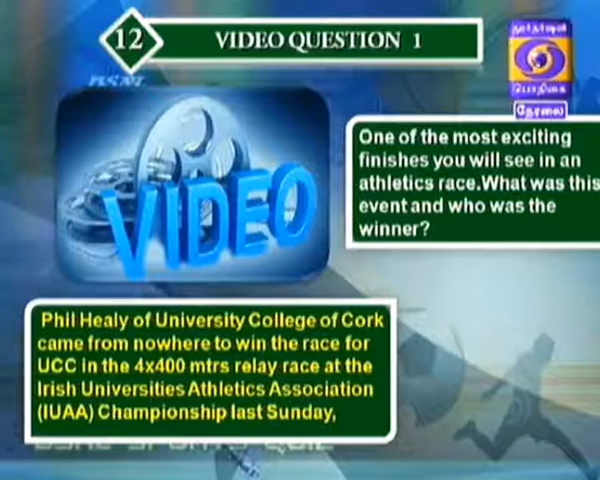 12
VIDEO QUESTION 1
தூர்தர்ஷன்
பொதிகை
நேரலை
VIDEO
One of the most exciting
finishes you will see in an
athletics race.What was this
event and who was the
winner?
Phil Healy of University College of Cork
came from nowhere to win the race for
UCC in the 4x400 mtrs relay race at the
Irish Universities Athletics Association
(IUAA) Championship last Sunday,